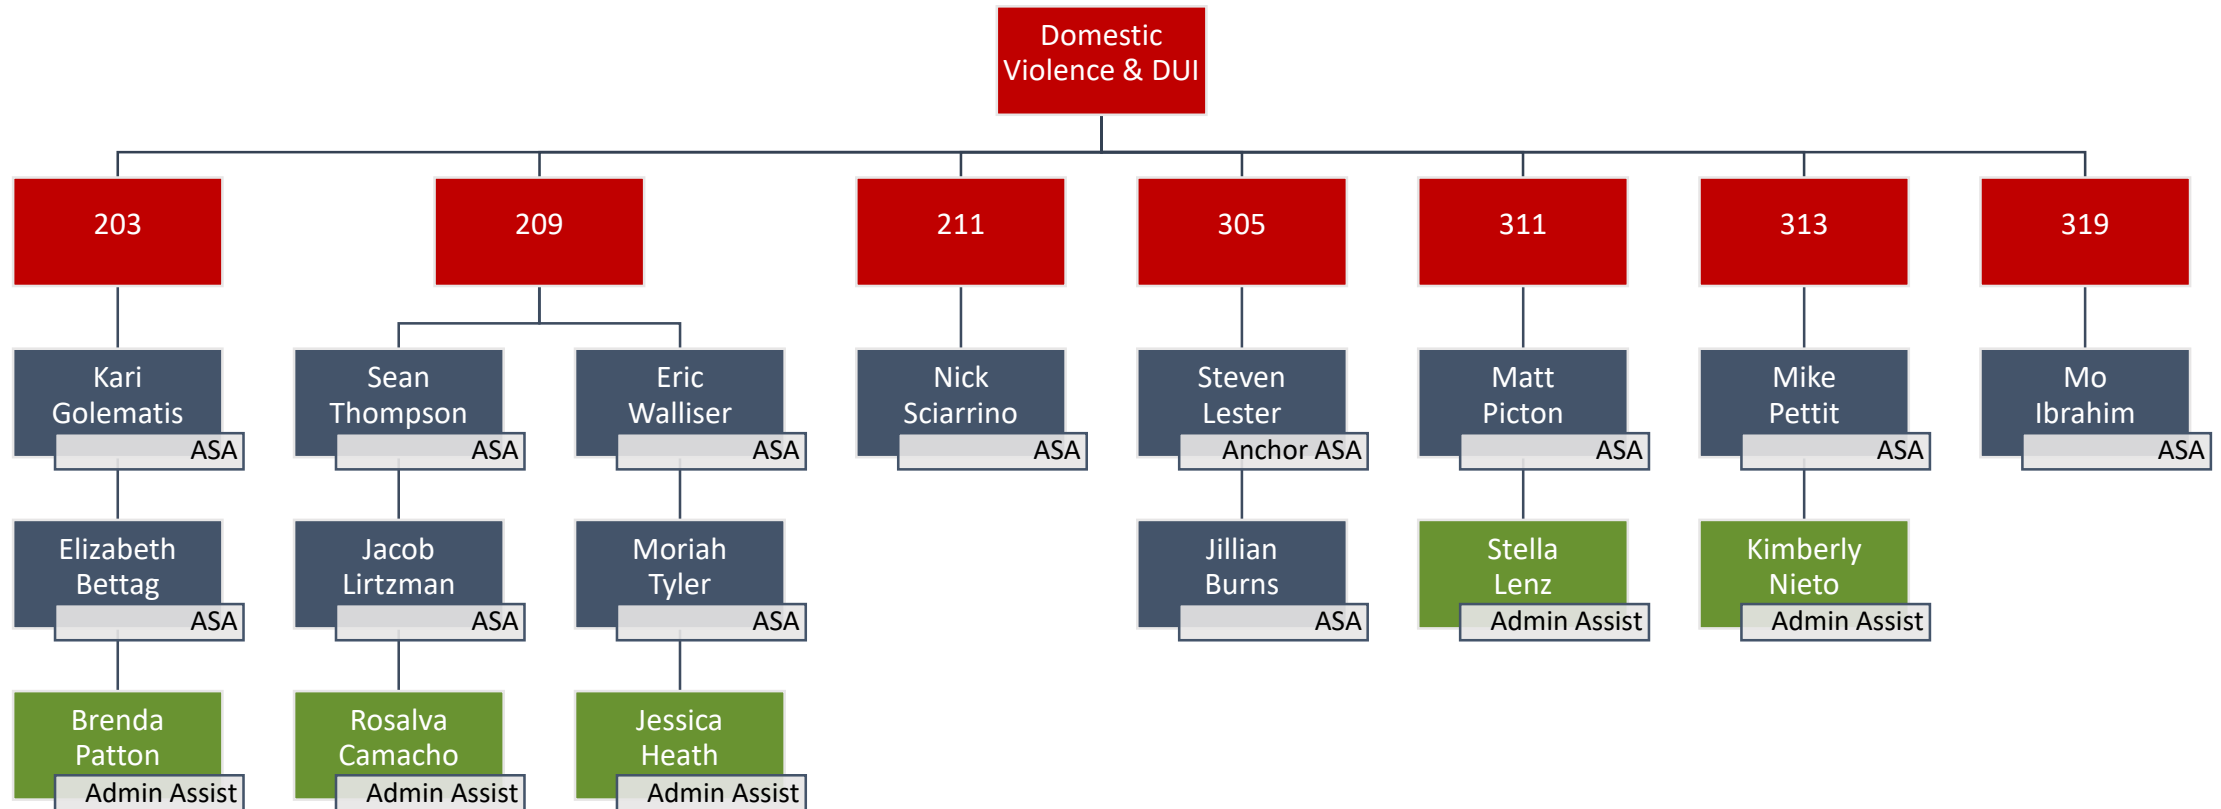 Domestic
Violence & DUI
203
209
211
305
311
313
319
Kari
Golematis
ASA
Sean
Thompson
ASA
Eric
Walliser
ASA
Nick
Sciarrino
ASA
Steven
Lester
Anchor ASA
Matt
Picton
ASA
Mike
Pettit
ASA
Mo
Ibrahim
ASA
Elizabeth
Bettag
ASA
Jacob
Lirtzman
ASA
Moriah
Tyler
ASA
Jillian
Burns
ASA
Stella
Lenz
Admin Assist
Kimberly
Nieto
Admin Assist
Brenda
Patton
Admin Assist
Rosalva
Camacho
Admin Assist
Jessica
Heath
Admin Assist